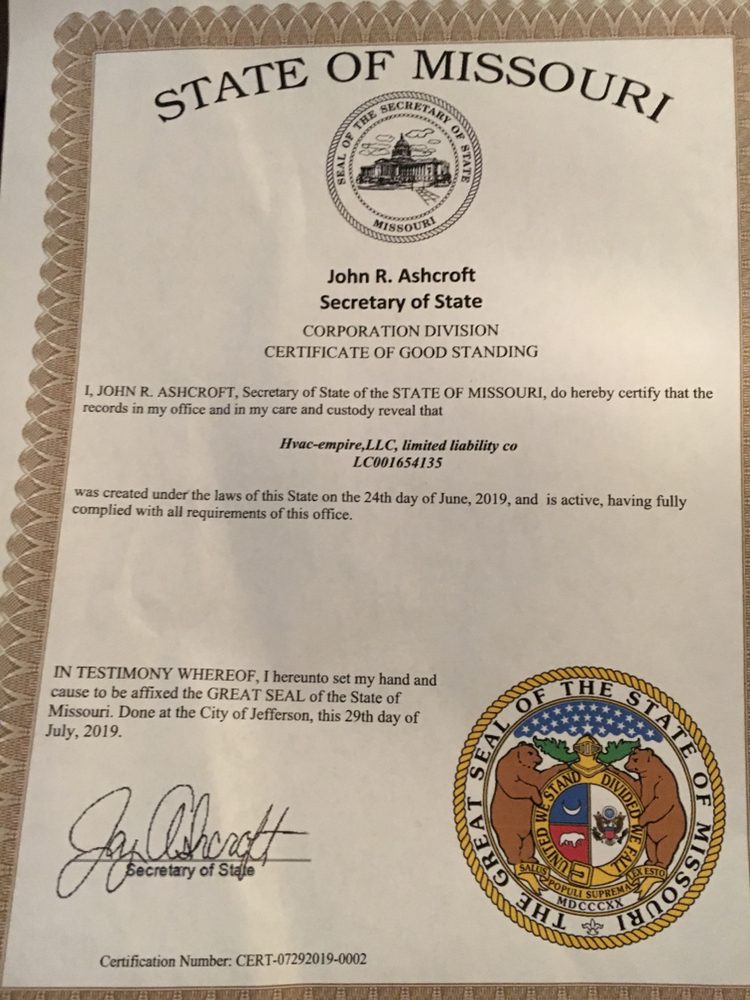 STATE OF MISSOURI
SEAL OF THE SECRETARY OF STATE
MISSOURI
John R. Ashcroft
Secretary of State
CORPORATION DIVISION
CERTIFICATE OF GOOD STANDING
I, JOHN R. ASHCROFT, Secretary of State of the STATE OF MISSOURI, do hereby certify that the
records in my office and in my care and custody reveal that
Hvac-empire,LLC, limited liability co
LC001654135
was created under the laws of this State on the 24th day of June, 2019, and is active, having fully
complied with all requirements of this office.
IN TESTIMONY WHEREOF, I hereunto set my hand and
cause to be affixed the GREAT SEAL of the State of
Missouri. Done at the City of Jefferson, this 29th day of
July, 2019.
Jay Ashcroft
Secretary of State
THE GREAT SEAL OF THE STATE OF MISSOURI
UNITED WE STAND DIVIDED WE FALL
SALUS POPULI SUPREMA LEX ESTO
MDCCCXX
Certification Number: CERT-07292019-0002